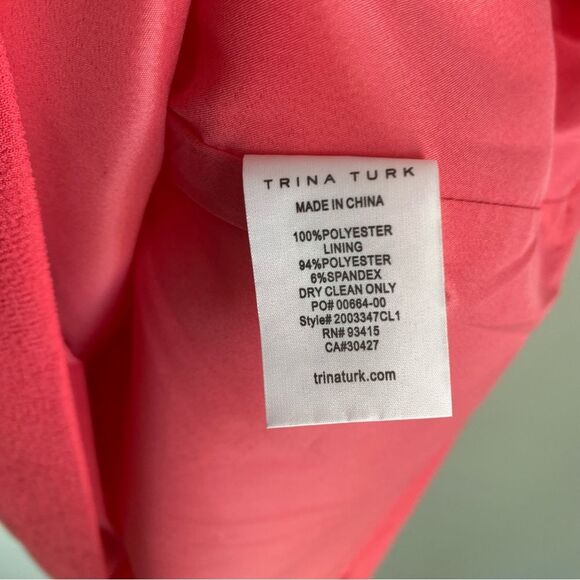 TRINA TURK
MADE IN CHINA
100%POLYESTER
LINING
94%POLYESTER
6%SPANDEX
DRY CLEAN ONLY
PO# 00664-00
Style# 2003347CL1
RN# 93415
CA#30427
trinaturk.com